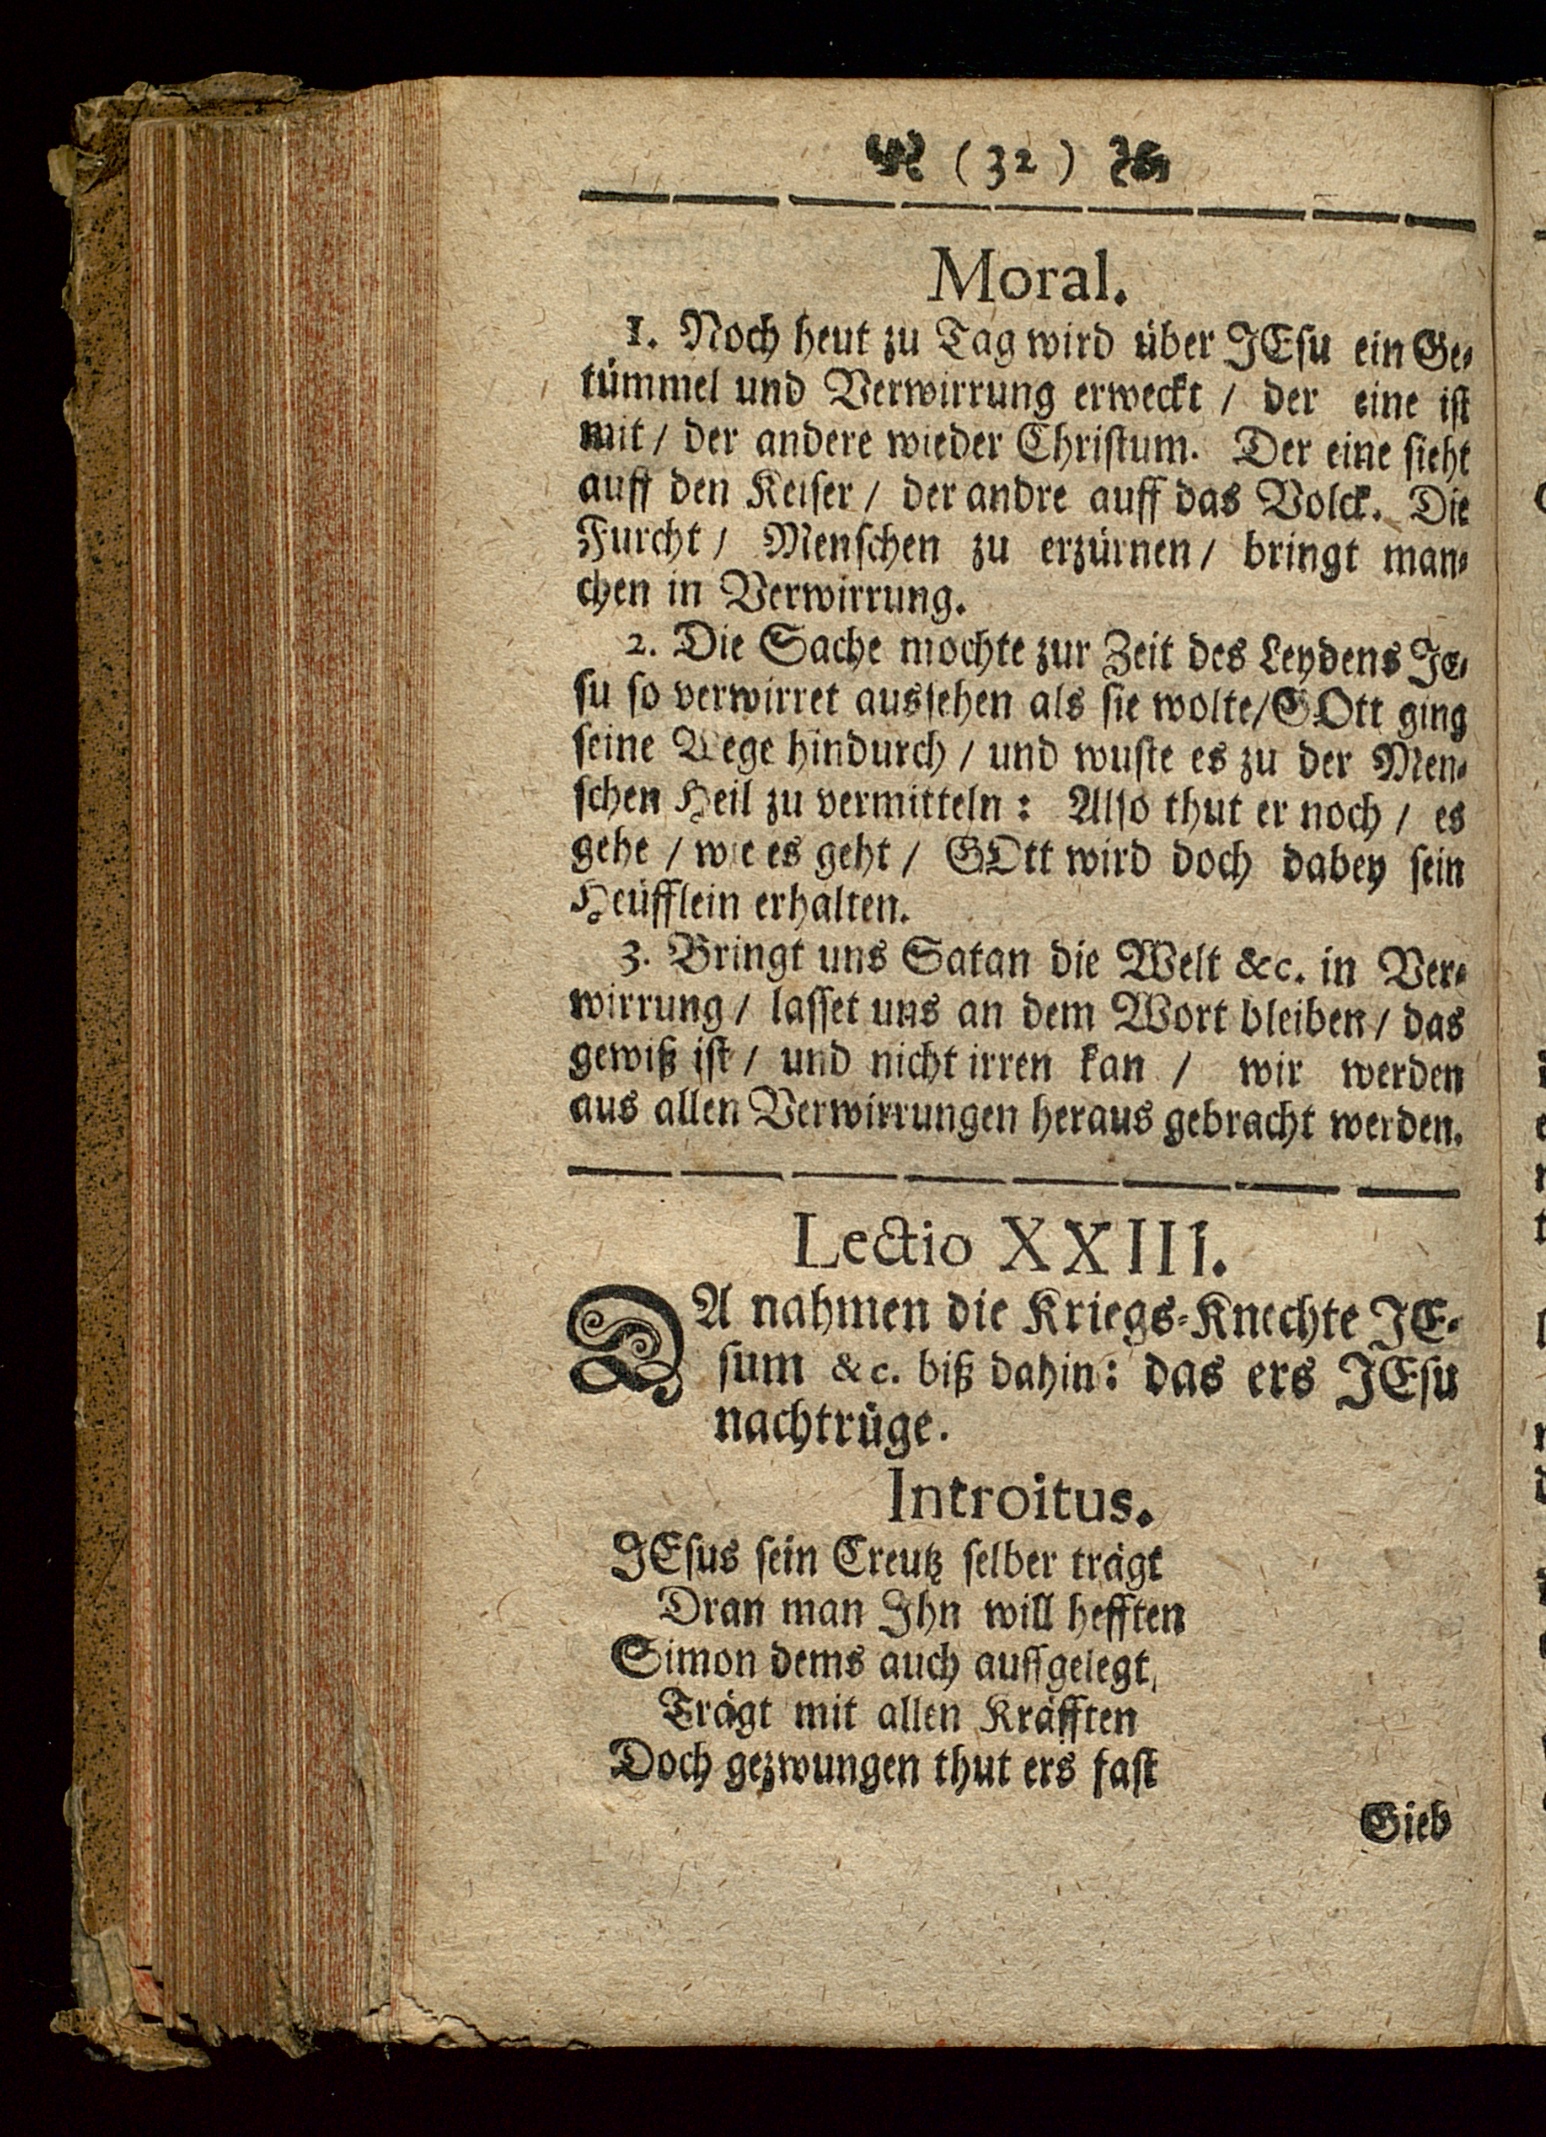 ( 32 )
Moral.
1. Noch heut zu Tag wird über JEsu ein Ge-
tümmel und Verwirrung erweckt / der eine ist
mit / der andere wieder Christum. Der eine sieht
auff den Keiser / der andre auff das Volck. Die
Furcht / Menschen zu erzürnen / bringt man-
chen in Verwirrung.
2. Die Sache mochte zur Zeit des Leydens Je-
su so verwirret aussehen als sie wolte/GOtt ging
seine Wege hindurch / und wuste es zu der Men-
schen Heil zu vermitteln : Also thut er noch / es
gehe / wie es geht / GOtt wird doch dabey sein
Heüfflein erhalten.
3. Bringt uns Satan die Welt &c. in Ver-
wirrung / lasset uns an dem Wort bleiben / das
gewiß ist / und nicht irren kan / wir werden
aus allen Verwirrungen heraus gebracht werden.
Lectio XXIII.
DA nahmen die Kriegs-Knechte JE-
sum &c. biß dahin: das ers JEsu
nachtrüge.
Introitus.
JEsus sein Creutz selber trägt
Dran man Ihn will hefften
Simon dems auch auffgelegt,
Trägt mit allen Kräfften
Doch gezwungen thut ers fast
Gieb